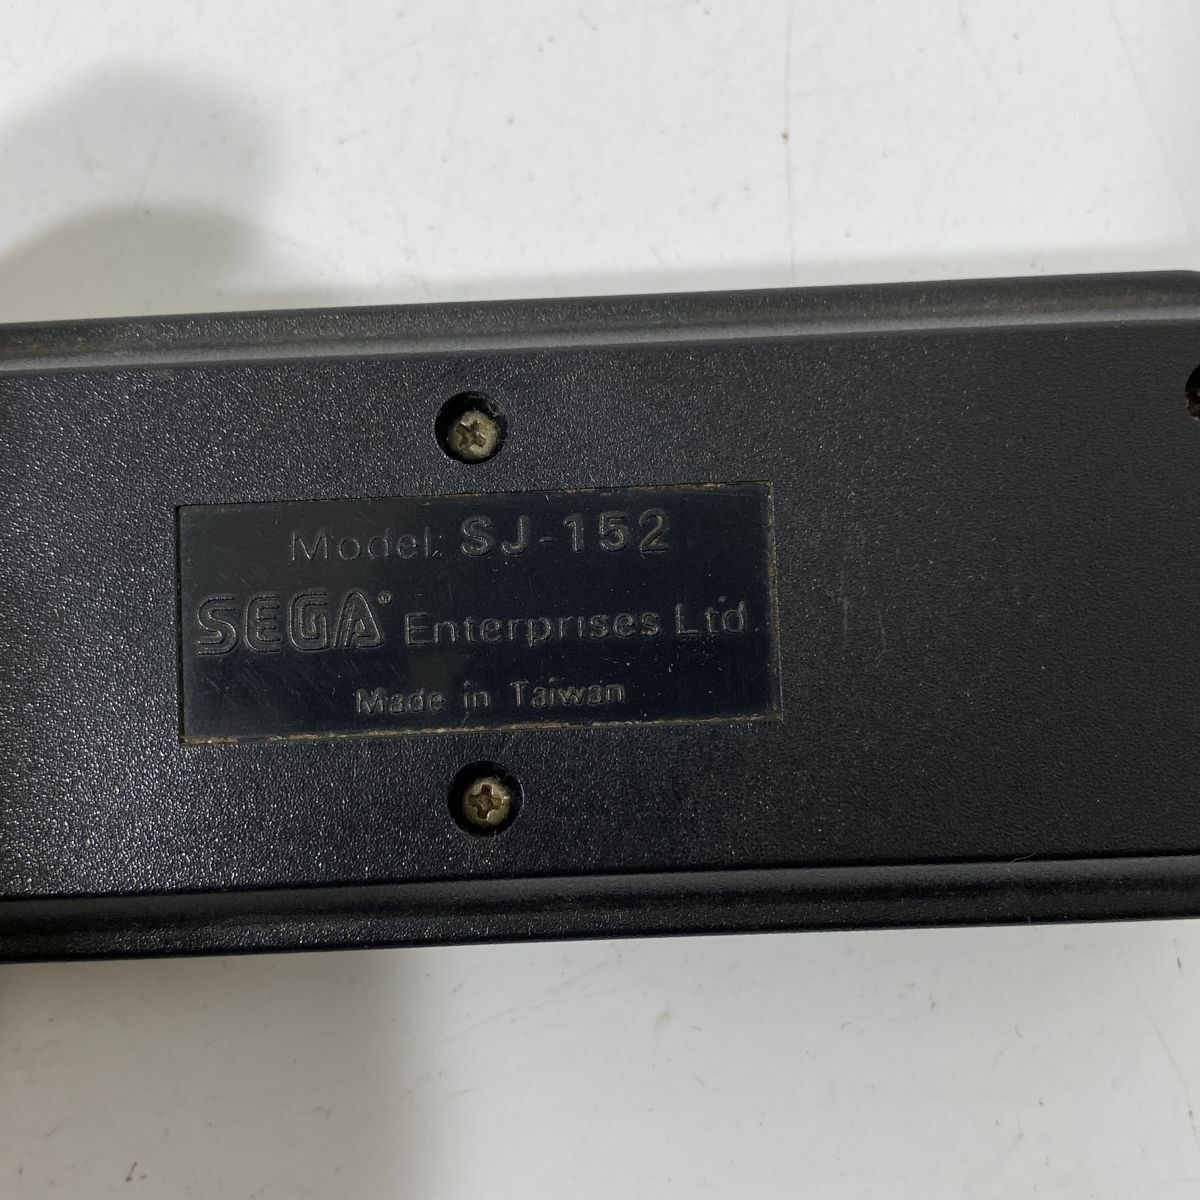 Model: SJ-152
SEGA® Enterprises Ltd.
Made in Taiwan